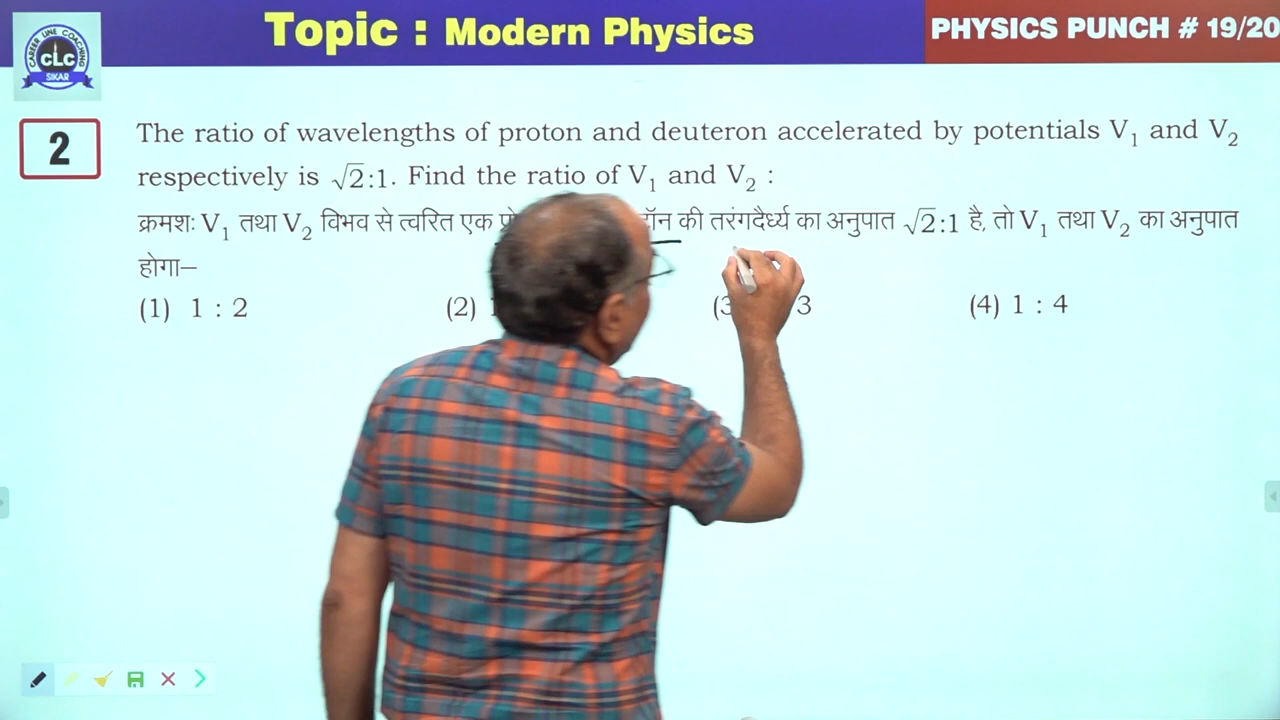 Topic : Modern Physics
PHYSICS PUNCH # 19/20
CAREER LINE COACHING
CLC
SIKAR
2
The ratio of wavelengths of proton and deuteron accelerated by potentials V₁ and V₂
respectively is √2:1. Find the ratio of V₁ and V₂ :
क्रमशः V₁ तथा V₂ विभव से त्वरित एक की तरंगदैर्ध्य का अनुपात √2:1 है, तो V₁ तथा V₂ का अनुपात
होगा–
(1) 1 : 2 (2) (3 3 (4) 1 : 4